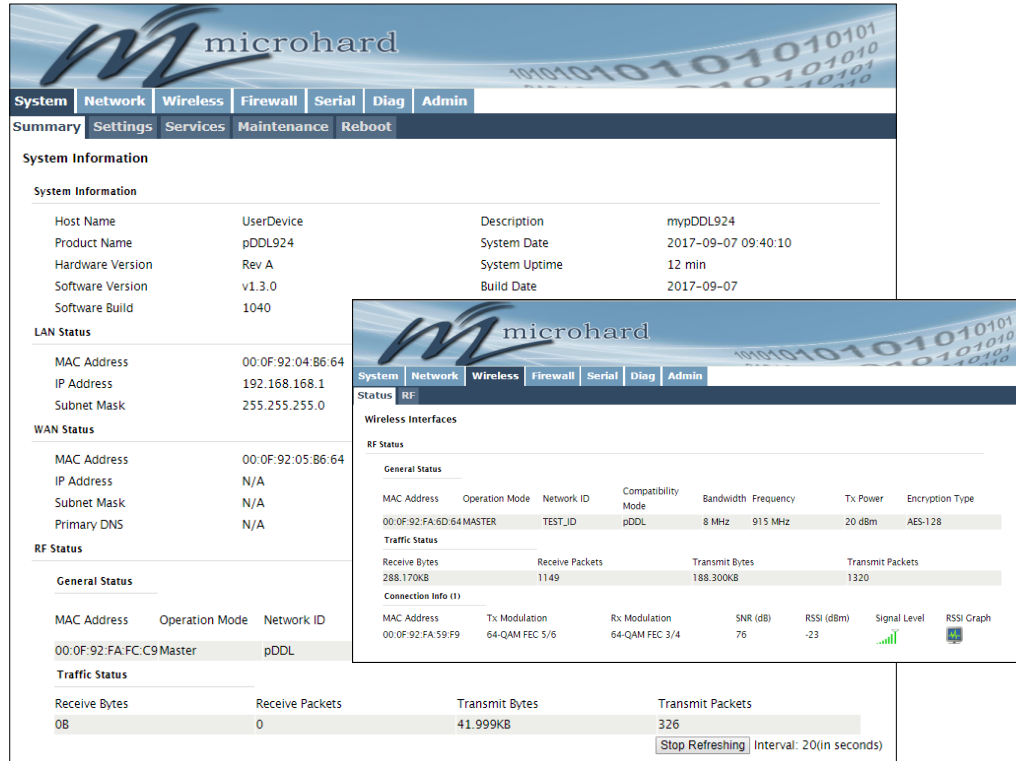 microhard
101010101010101
1010
0101
01010
System Network Wireless Firewall Serial Diag Admin
Summary Settings Services Maintenance Reboot
System Information
System Information
Host Name UserDevice Description mypDDL924
Product Name pDDL924 System Date 2017-09-07 09:40:10
Hardware Version Rev A System Uptime 12 min
Software Version v1.3.0 Build Date 2017-09-07
Software Build 1040
LAN Status
MAC Address 00:0F:92:04:B6:64
IP Address 192.168.168.1
Subnet Mask 255.255.255.0
WAN Status
MAC Address 00:0F:92:05:B6:64
IP Address N/A
Subnet Mask N/A
Primary DNS N/A
RF Status
General Status
MAC Address Operation Mode Network ID
00:0F:92:FA:FC:C9 Master pDDL
Traffic Status
Receive Bytes Receive Packets Transmit Bytes Transmit Packets
0B 0 41.999KB 326
Stop Refreshing Interval: 20(in seconds)
microhard
System Network Wireless Firewall Serial Diag Admin
Status RF
Wireless Interfaces
RF Status
General Status
MAC Address Operation Mode Network ID Compatibility Mode Bandwidth Frequency Tx Power Encryption Type
00:0F:92:FA:6D:64 MASTER TEST_ID pDDL 8 MHz 915 MHz 20 dBm AES-128
Traffic Status
Receive Bytes Receive Packets Transmit Bytes Transmit Packets
288.170KB 1149 188.300KB 1320
Connection Info (1)
MAC Address Tx Modulation Rx Modulation SNR (dB) RSSI (dBm) Signal Level RSSI Graph
00:0F:92:FA:59:F9 64-QAM FEC 5/6 64-QAM FEC 3/4 76 -23